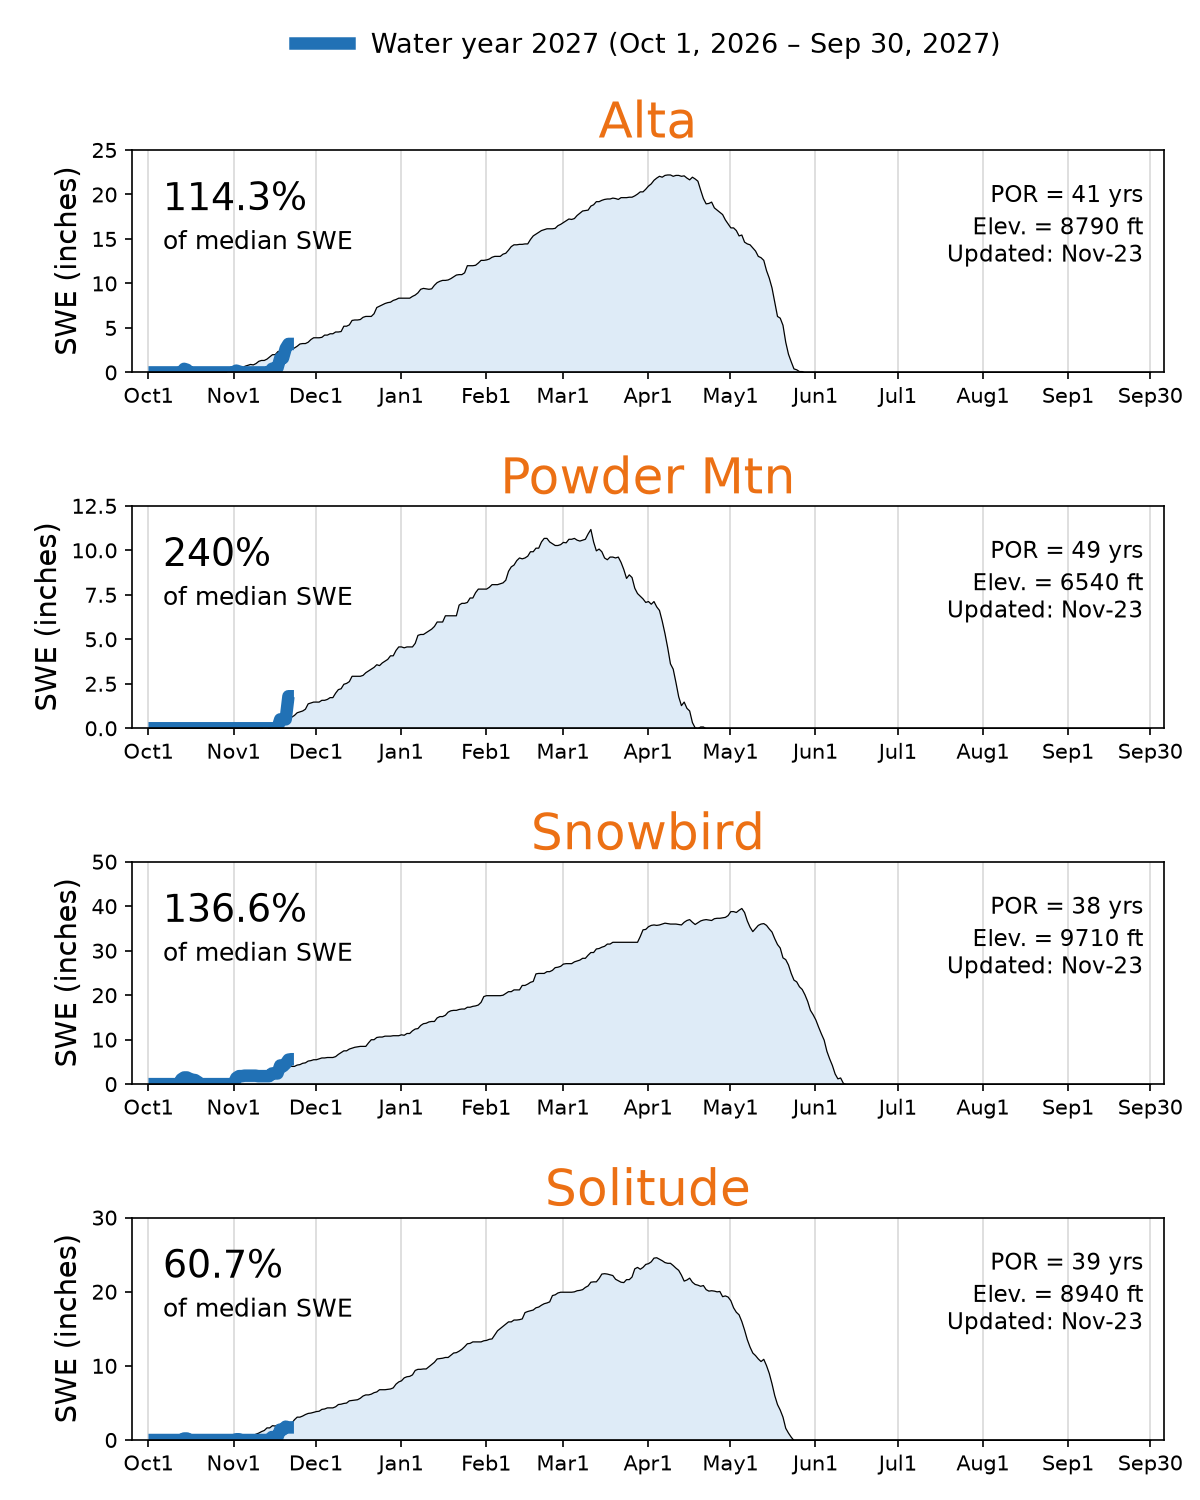 Water year 2027 (Oct 1, 2026 – Sep 30, 2027)
Alta
SWE (inches)
25
20
15
10
5
0
114.3%
of median SWE
POR = 41 yrs
Elev. = 8790 ft
Updated: Nov-23
Oct1 Nov1 Dec1 Jan1 Feb1 Mar1 Apr1 May1 Jun1 Jul1 Aug1 Sep1 Sep30
Powder Mtn
SWE (inches)
12.5
10.0
7.5
5.0
2.5
0.0
240%
of median SWE
POR = 49 yrs
Elev. = 6540 ft
Updated: Nov-23
Oct1 Nov1 Dec1 Jan1 Feb1 Mar1 Apr1 May1 Jun1 Jul1 Aug1 Sep1 Sep30
Snowbird
SWE (inches)
50
40
30
20
10
0
136.6%
of median SWE
POR = 38 yrs
Elev. = 9710 ft
Updated: Nov-23
Oct1 Nov1 Dec1 Jan1 Feb1 Mar1 Apr1 May1 Jun1 Jul1 Aug1 Sep1 Sep30
Solitude
SWE (inches)
30
20
10
0
60.7%
of median SWE
POR = 39 yrs
Elev. = 8940 ft
Updated: Nov-23
Oct1 Nov1 Dec1 Jan1 Feb1 Mar1 Apr1 May1 Jun1 Jul1 Aug1 Sep1 Sep30